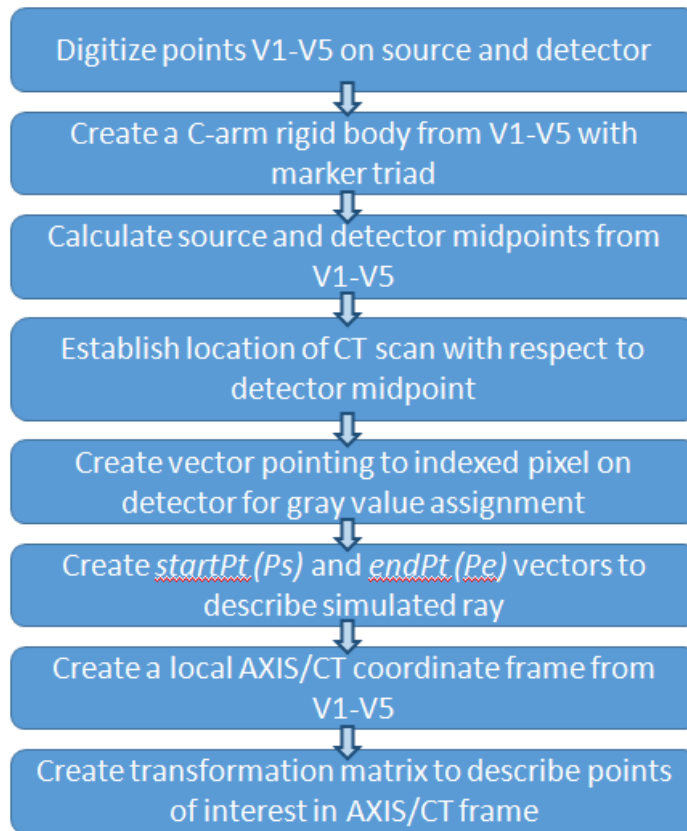 Digitize points V1-V5 on source and detector
Create a C-arm rigid body from V1-V5 with
marker triad
Calculate source and detector midpoints from
V1-V5
Establish location of CT scan with respect to
detector midpoint
Create vector pointing to indexed pixel on
detector for gray value assignment
Create startPt (Ps) and endPt (Pe) vectors to
describe simulated ray
Create a local AXIS/CT coordinate frame from
V1-V5
Create transformation matrix to describe points
of interest in AXIS/CT frame